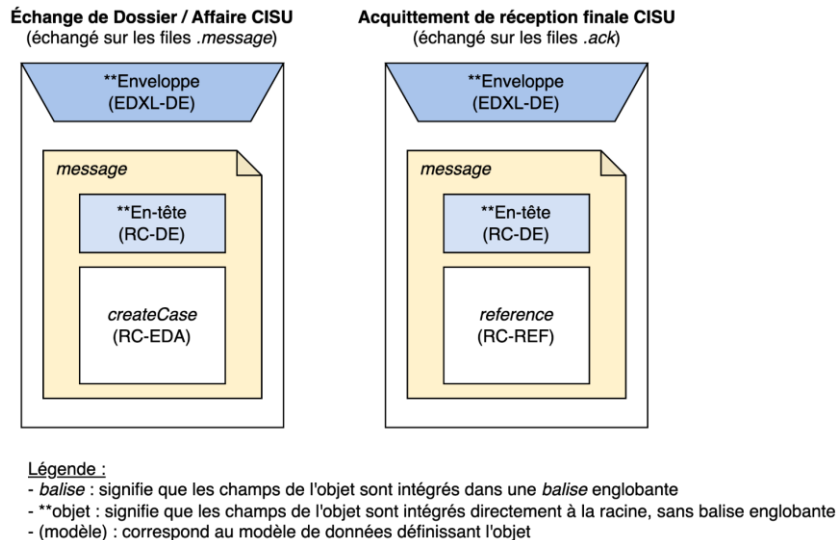 Échange de Dossier / Affaire CISU
(échangé sur les files .message)
**Enveloppe
(EDXL-DE)
message
**En-tête
(RC-DE)
createCase
(RC-EDA)
Acquittement de réception finale CISU
(échangé sur les files .ack)
**Enveloppe
(EDXL-DE)
message
**En-tête
(RC-DE)
reference
(RC-REF)
Légende :
- balise : signifie que les champs de l'objet sont intégrés dans une balise englobante
- **objet : signifie que les champs de l'objet sont intégrés directement à la racine, sans balise englobante
- (modèle) : correspond au modèle de données définissant l'objet